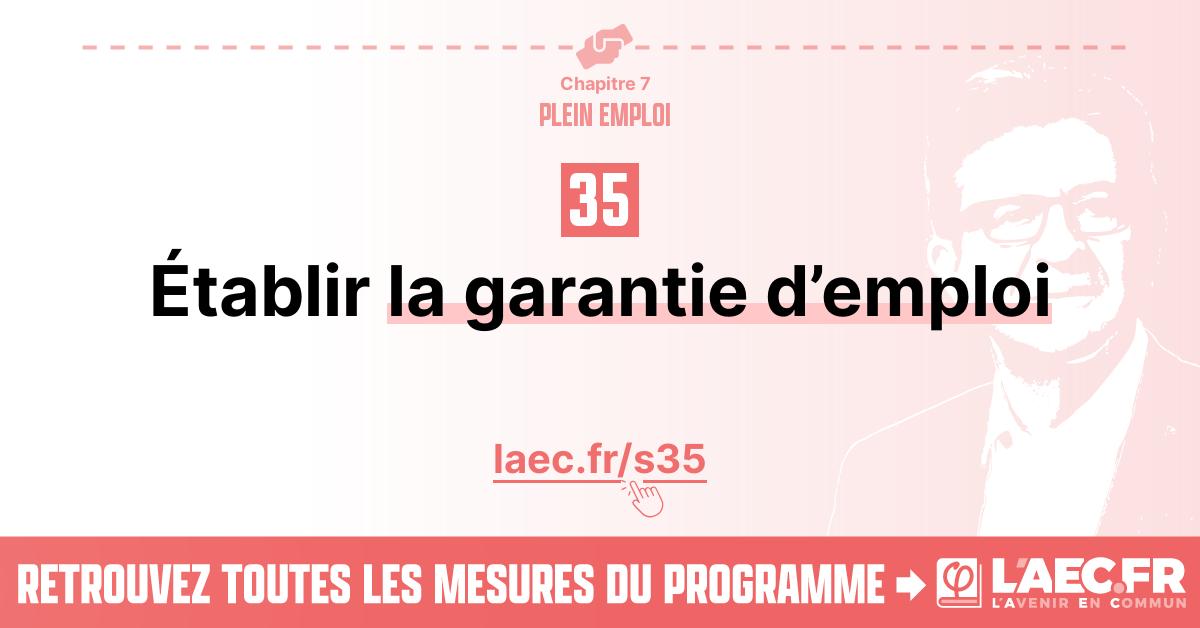 Chapitre 7
PLEIN EMPLOI
35
Établir la garantie d’emploi
laec.fr/s35
RETROUVEZ TOUTES LES MESURES DU PROGRAMME
L'AEC.FR
L'AVENIR EN COMMUN